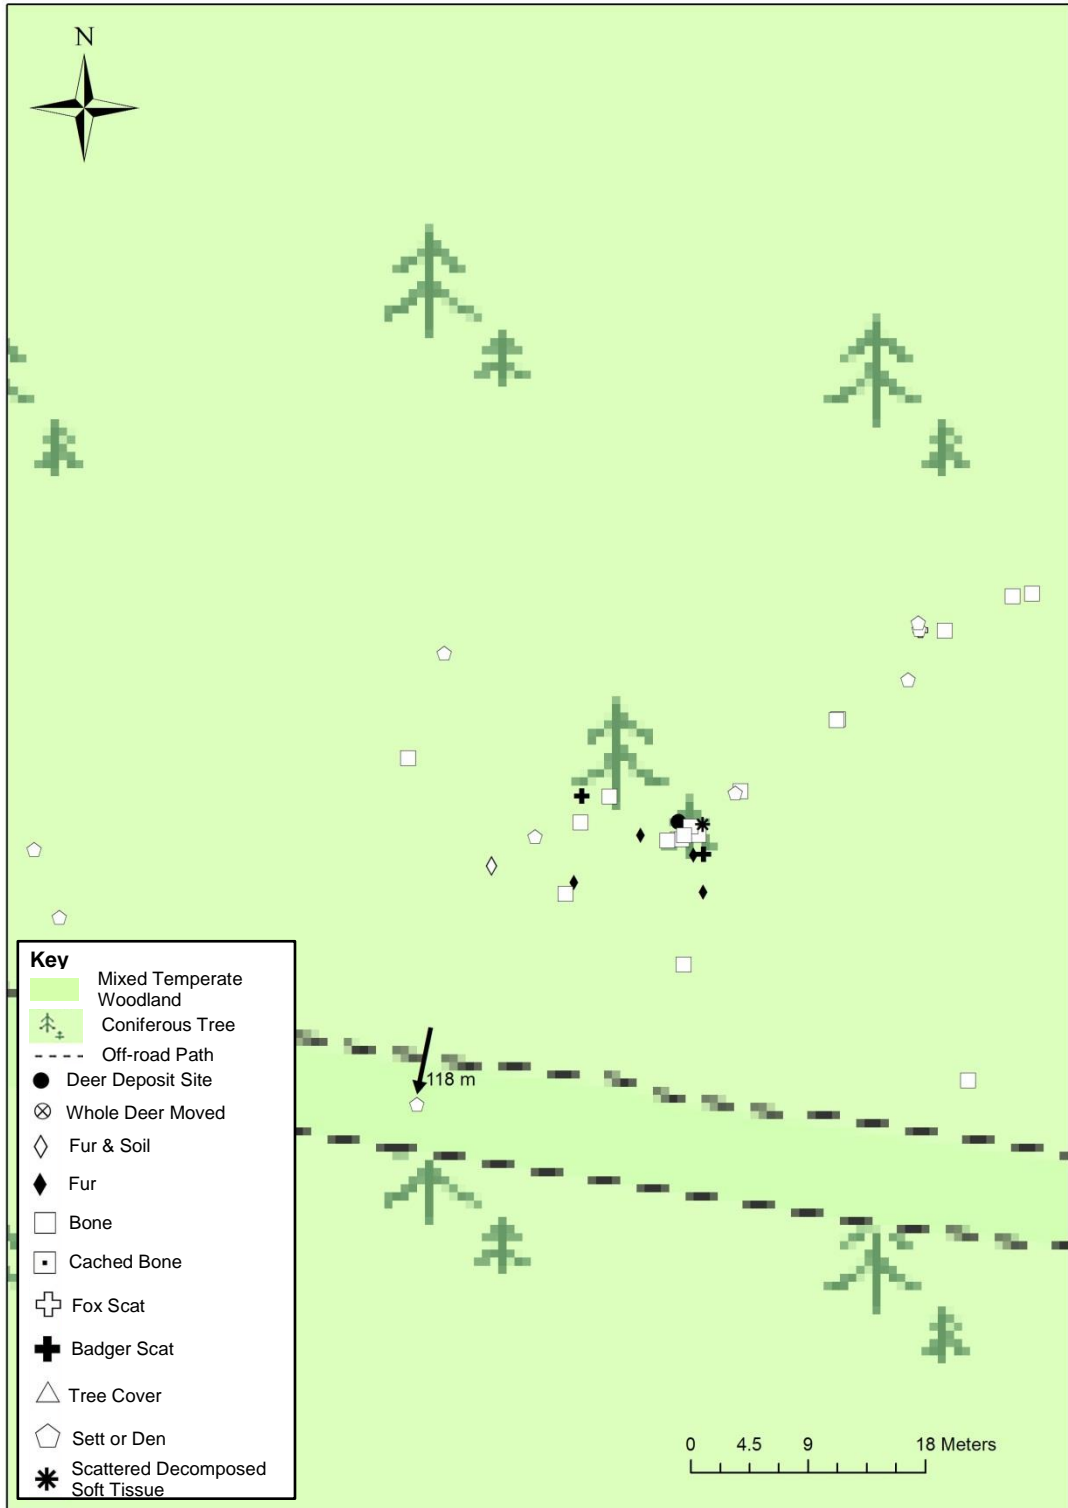 N
118 m
Key
Mixed Temperate
Woodland
Coniferous Tree
Off-road Path
Deer Deposit Site
Whole Deer Moved
Fur & Soil
Fur
Bone
Cached Bone
Fox Scat
Badger Scat
Tree Cover
Sett or Den
Scattered Decomposed
Soft Tissue
0 4.5 9 18 Meters